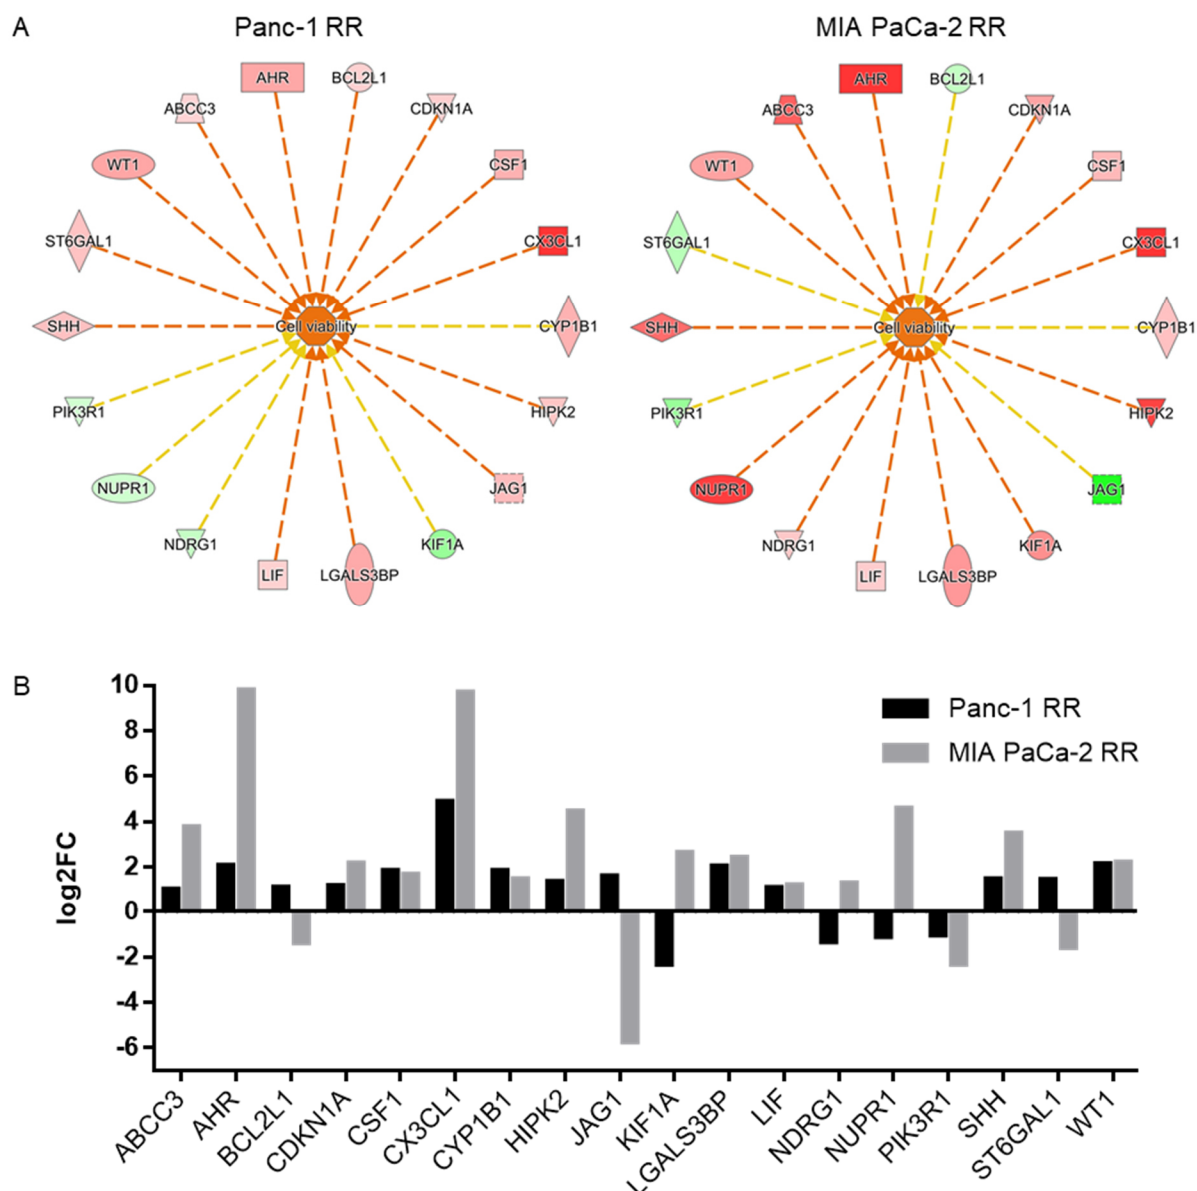 A
Panc-1 RR
MIA PaCa-2 RR
AHR
BCL2L1
ABCC3
CDKN1A
WT1
CSF1
ST6GAL1
CX3CL1
SHH
Cell viability
CYP1B1
PIK3R1
HIPK2
NUPR1
JAG1
NDRG1
KIF1A
LIF
LGALS3BP
AHR
BCL2L1
ABCC3
CDKN1A
WT1
CSF1
ST6GAL1
CX3CL1
SHH
Cell viability
CYP1B1
PIK3R1
HIPK2
NUPR1
JAG1
NDRG1
KIF1A
LIF
LGALS3BP
B
log2FC
10
8
6
4
2
0
-2
-4
-6
Panc-1 RR
MIA PaCa-2 RR
ABCC3
AHR
BCL2L1
CDKN1A
CSF1
CX3CL1
CYP1B1
HIPK2
JAG1
KIF1A
LGALS3BP
LIF
NDRG1
NUPR1
PIK3R1
SHH
ST6GAL1
WT1